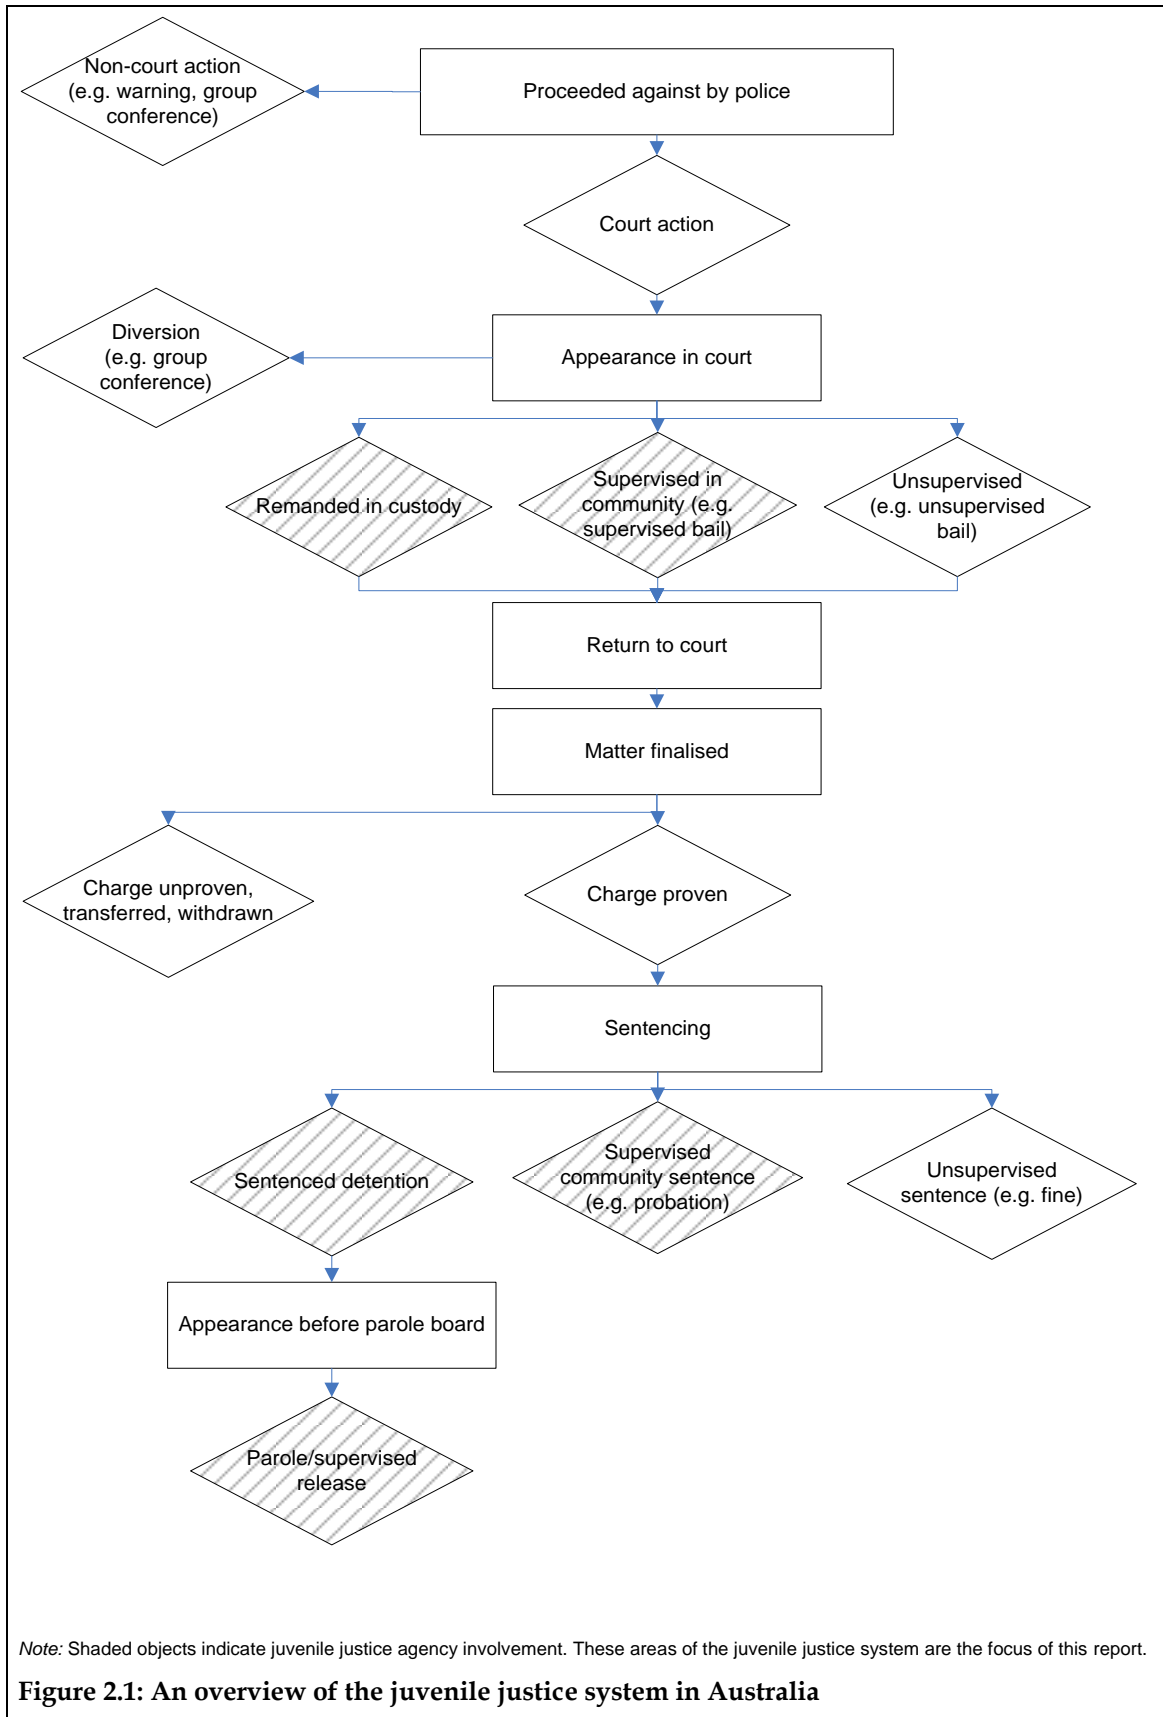 Non-court action
(e.g. warning, group
conference)
Proceeded against by police
Court action
Diversion
(e.g. group
conference)
Appearance in court
Remanded in custody
Supervised in
community (e.g.
supervised bail)
Unsupervised
(e.g. unsupervised
bail)
Return to court
Matter finalised
Charge unproven,
transferred, withdrawn
Charge proven
Sentencing
Sentenced detention
Supervised
community sentence
(e.g. probation)
Unsupervised
sentence (e.g. fine)
Appearance before parole board
Parole/supervised
release
Note: Shaded objects indicate juvenile justice agency involvement. These areas of the juvenile justice system are the focus of this report.
Figure 2.1: An overview of the juvenile justice system in Australia